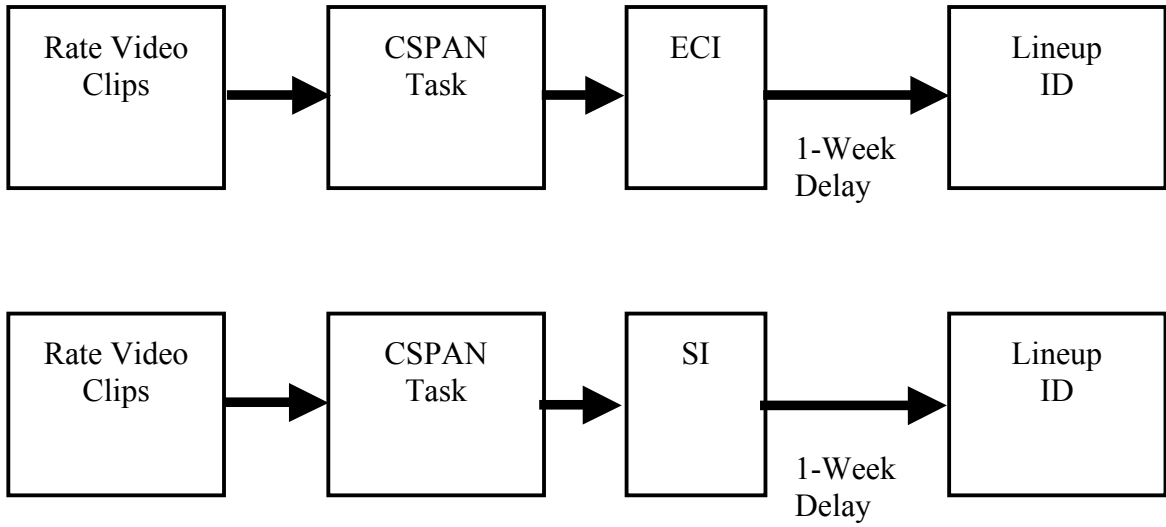 Rate Video
Clips
CSPAN
Task
ECI
1-Week
Delay
Lineup
ID
Rate Video
Clips
CSPAN
Task
SI
1-Week
Delay
Lineup
ID